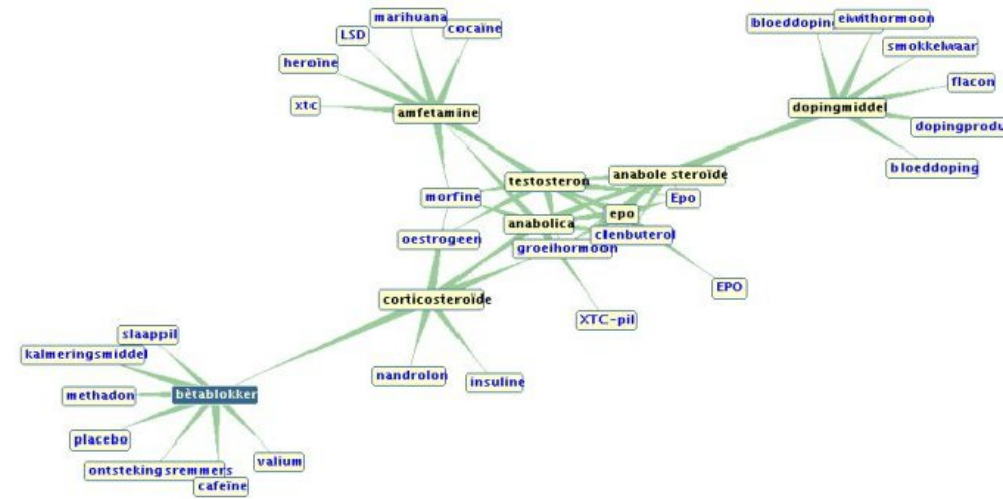 marihuana
cocaïne
LSD
heroïne
xtc
amfetamine
eiwithormoon
smokkelwaar
flacon
dopingmiddel
dopingprodu
bloeddoping
bloeddoping
testosteron
anabole steroïde
morfine
Epo
epo
anabolica
oestrogeen
clenbuterol
groeihormoon
EPO
corticosteroïde
XTC-pil
slaappil
kalmeringsmiddel
nandrolon
insuline
methadon
bètablokker
placebo
ontstekingsremmers
valium
cafeïne